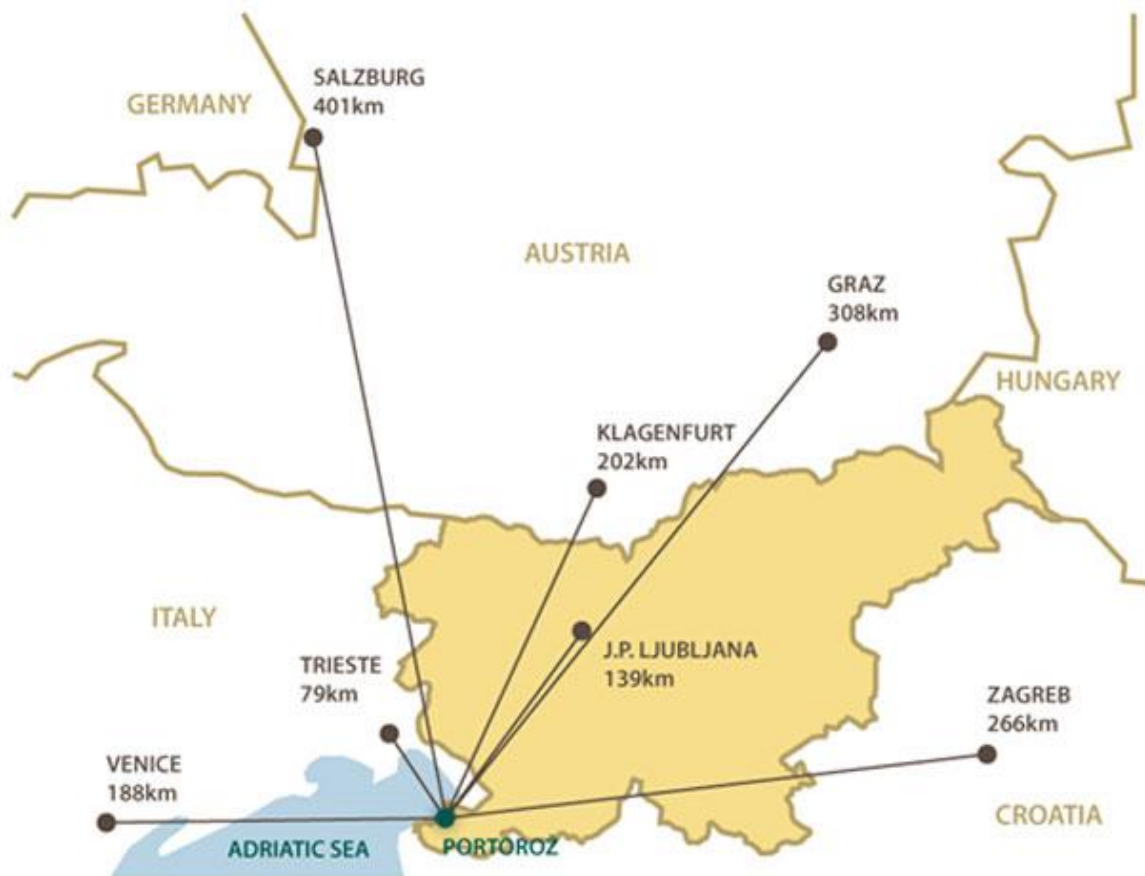 SALZBURG
401km
GERMANY
AUSTRIA
GRAZ
308km
HUNGARY
KLAGENFURT
202km
ITALY
J.P. LJUBLJANA
139km
TRIESTE
79km
ZAGREB
266km
VENICE
188km
CROATIA
ADRIATIC SEA
PORTOROŽ